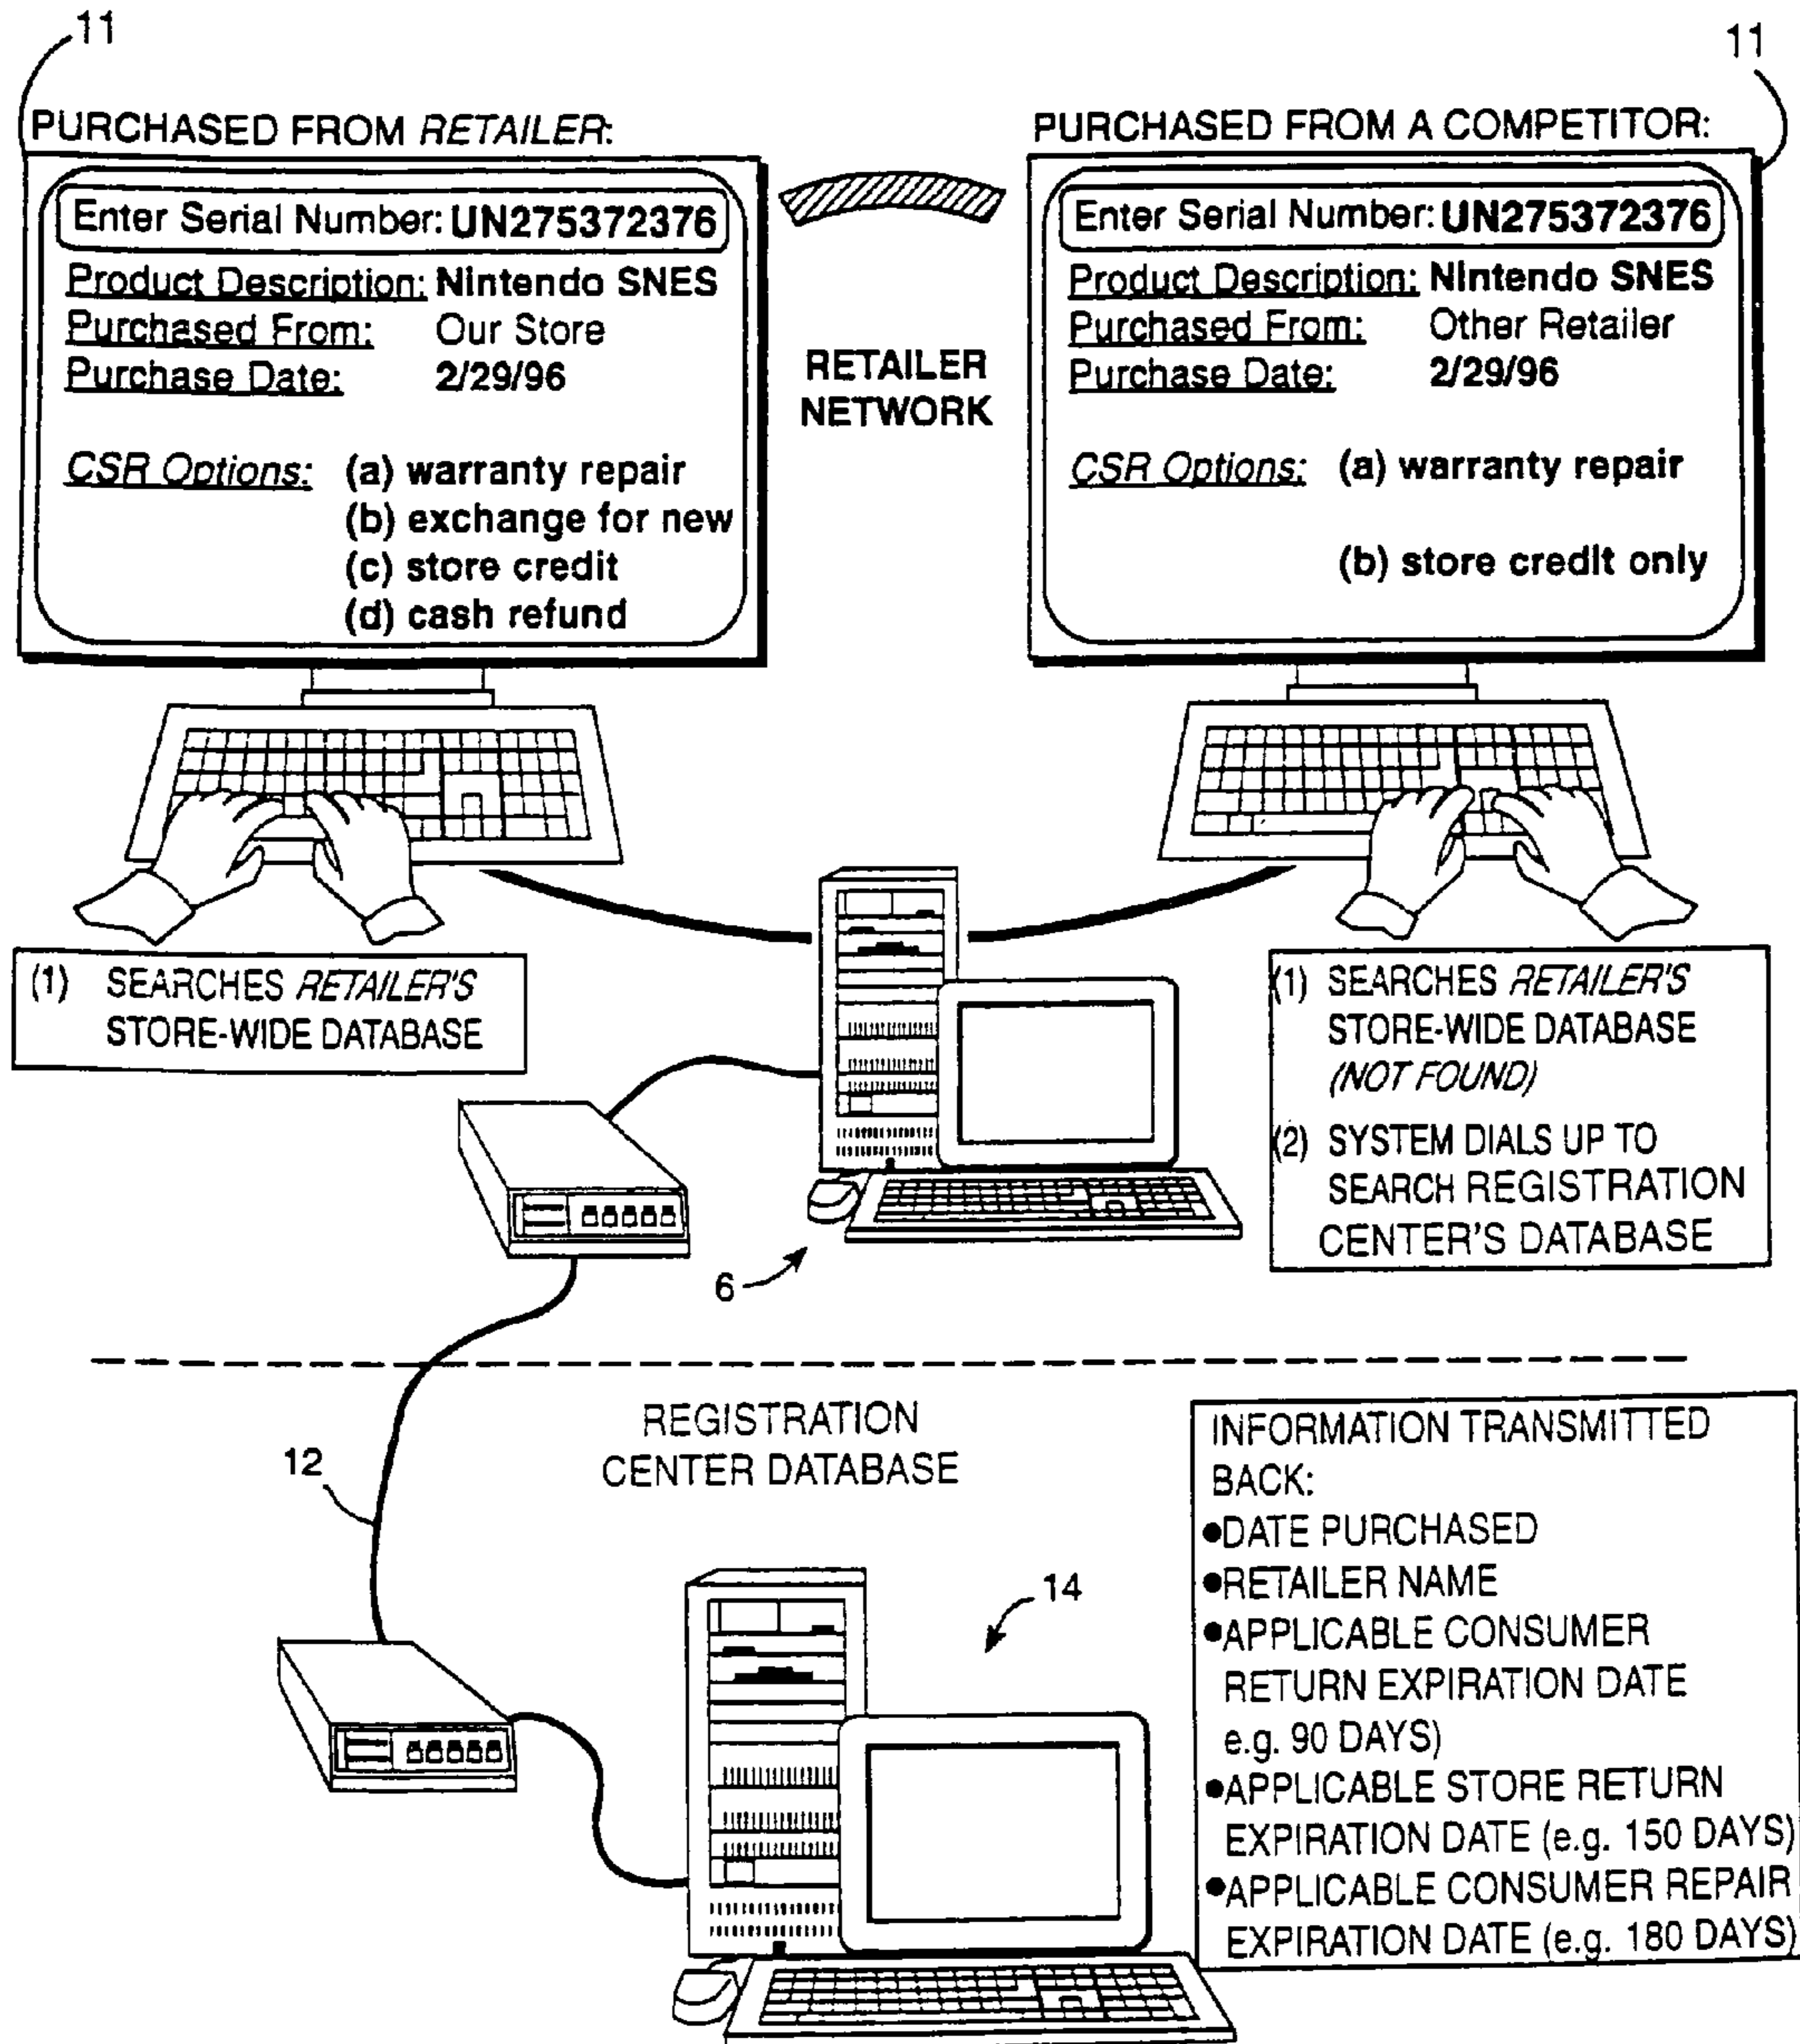 11
11
PURCHASED FROM RETAILER:
Enter Serial Number: UN275372376
Product Description: Nintendo SNES
Purchased From: Our Store
Purchase Date: 2/29/96
CSR Options: (a) warranty repair
(b) exchange for new
(c) store credit
(d) cash refund
RETAILER
NETWORK
PURCHASED FROM A COMPETITOR:
Enter Serial Number: UN275372376
Product Description: Nintendo SNES
Purchased From: Other Retailer
Purchase Date: 2/29/96
CSR Options: (a) warranty repair
(b) store credit only
(1) SEARCHES RETAILER'S
STORE-WIDE DATABASE
(1) SEARCHES RETAILER'S
STORE-WIDE DATABASE
(NOT FOUND)
(2) SYSTEM DIALS UP TO
SEARCH REGISTRATION
CENTER'S DATABASE
6
REGISTRATION
CENTER DATABASE
12
14
INFORMATION TRANSMITTED
BACK:
●DATE PURCHASED
●RETAILER NAME
●APPLICABLE CONSUMER
RETURN EXPIRATION DATE
e.g. 90 DAYS)
●APPLICABLE STORE RETURN
EXPIRATION DATE (e.g. 150 DAYS)
●APPLICABLE CONSUMER REPAIR
EXPIRATION DATE (e.g. 180 DAYS)